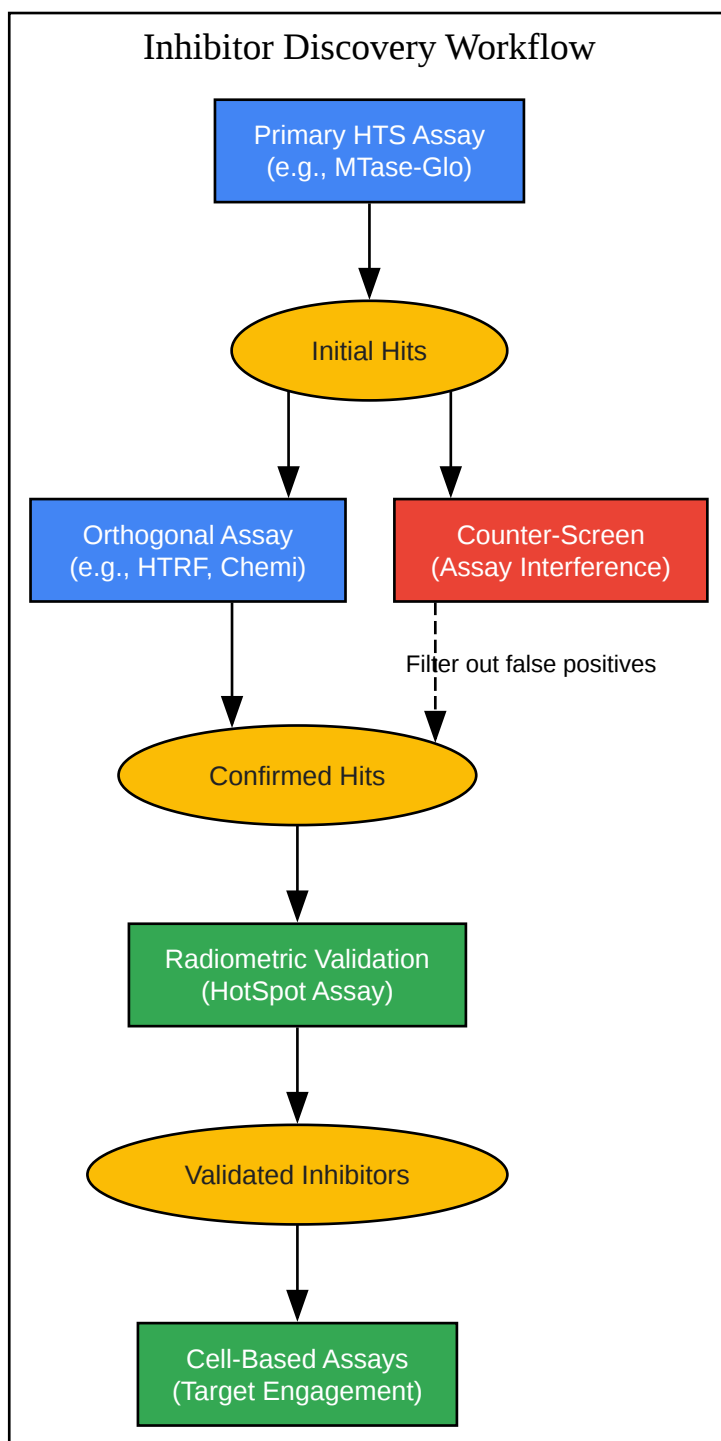 Inhibitor Discovery Workflow
Primary HTS Assay
(e.g., MTase-Glo)
Initial Hits
Orthogonal Assay
(e.g., HTRF, Chemi)
Counter-Screen
(Assay Interference)
Filter out false positives
Confirmed Hits
Radiometric Validation
(HotSpot Assay)
Validated Inhibitors
Cell-Based Assays
(Target Engagement)